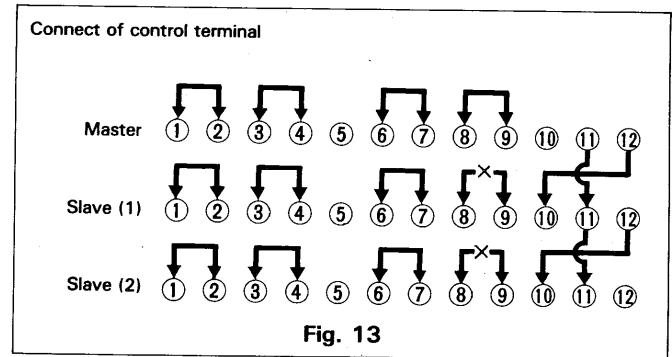 Connect of control terminal
Master ① ② ③ ④ ⑤ ⑥ ⑦ ⑧ ⑨ ⑩ ⑪ ⑫
Slave (1) ① ② ③ ④ ⑤ ⑥ ⑦ ⑧ ⑨ ⑩ ⑪ ⑫
Slave (2) ① ② ③ ④ ⑤ ⑥ ⑦ ⑧ ⑨ ⑩ ⑪ ⑫
Fig. 13